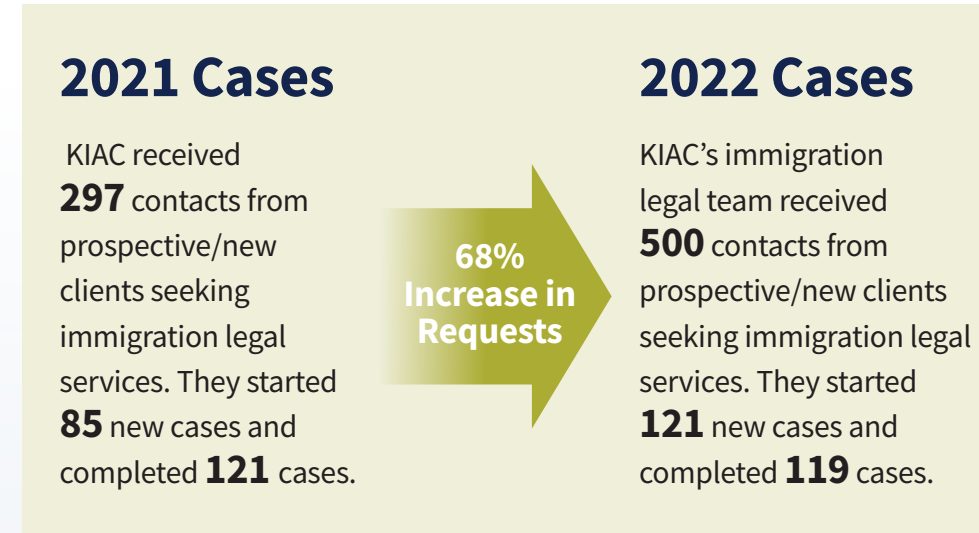 2021 Cases
KIAC received
297 contacts from
prospective/new
clients seeking
immigration legal
services. They started
85 new cases and
completed 121 cases.
68%
Increase in
Requests
2022 Cases
KIAC’s immigration
legal team received
500 contacts from
prospective/new clients
seeking immigration legal
services. They started
121 new cases and
completed 119 cases.